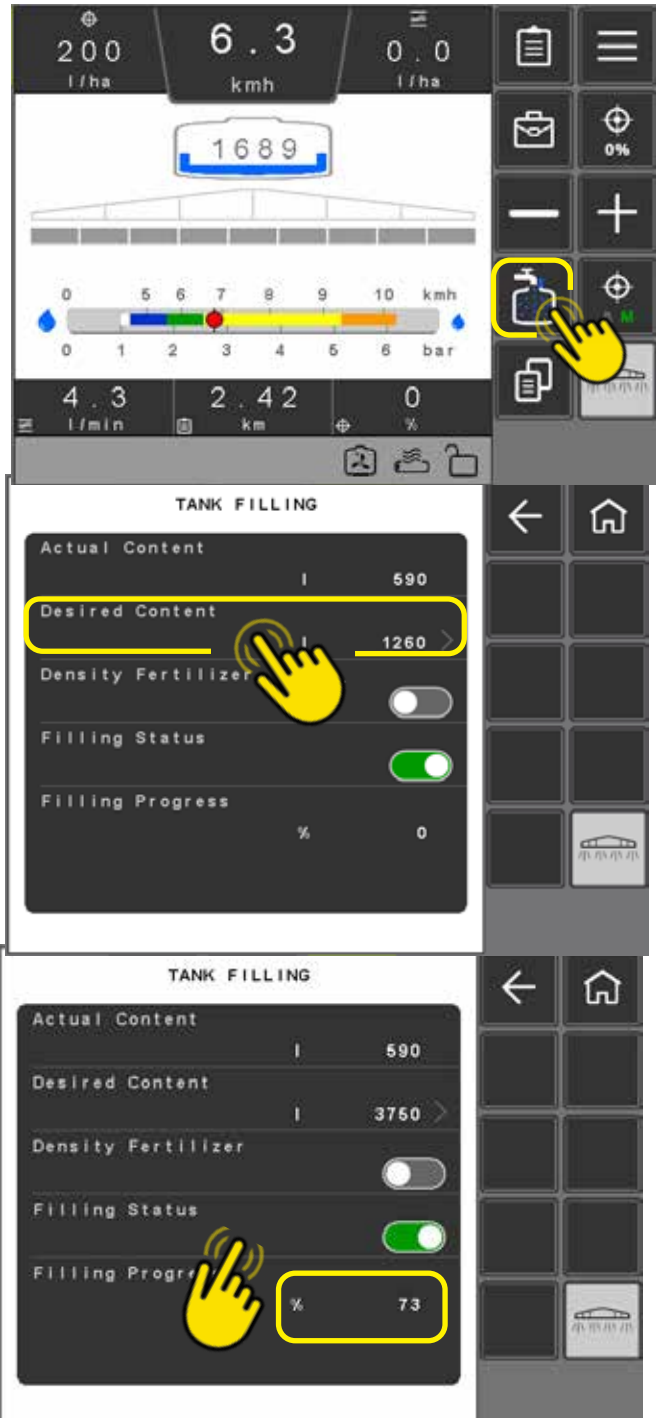 200
l/ha
6.3
kmh
0.0
l/ha
1689
0%
0 5 6 7 8 9 10 kmh
M
0 1 2 3 4 5 6 bar
4.3
l/min
2.42
km
0
%
TANK FILLING
Actual Content
l 590
Desired Content
l 1260
Density Fertilizer
Filling Status
Filling Progress
% 0
TANK FILLING
Actual Content
l 590
Desired Content
l 3750
Density Fertilizer
Filling Status
Filling Progre
% 73